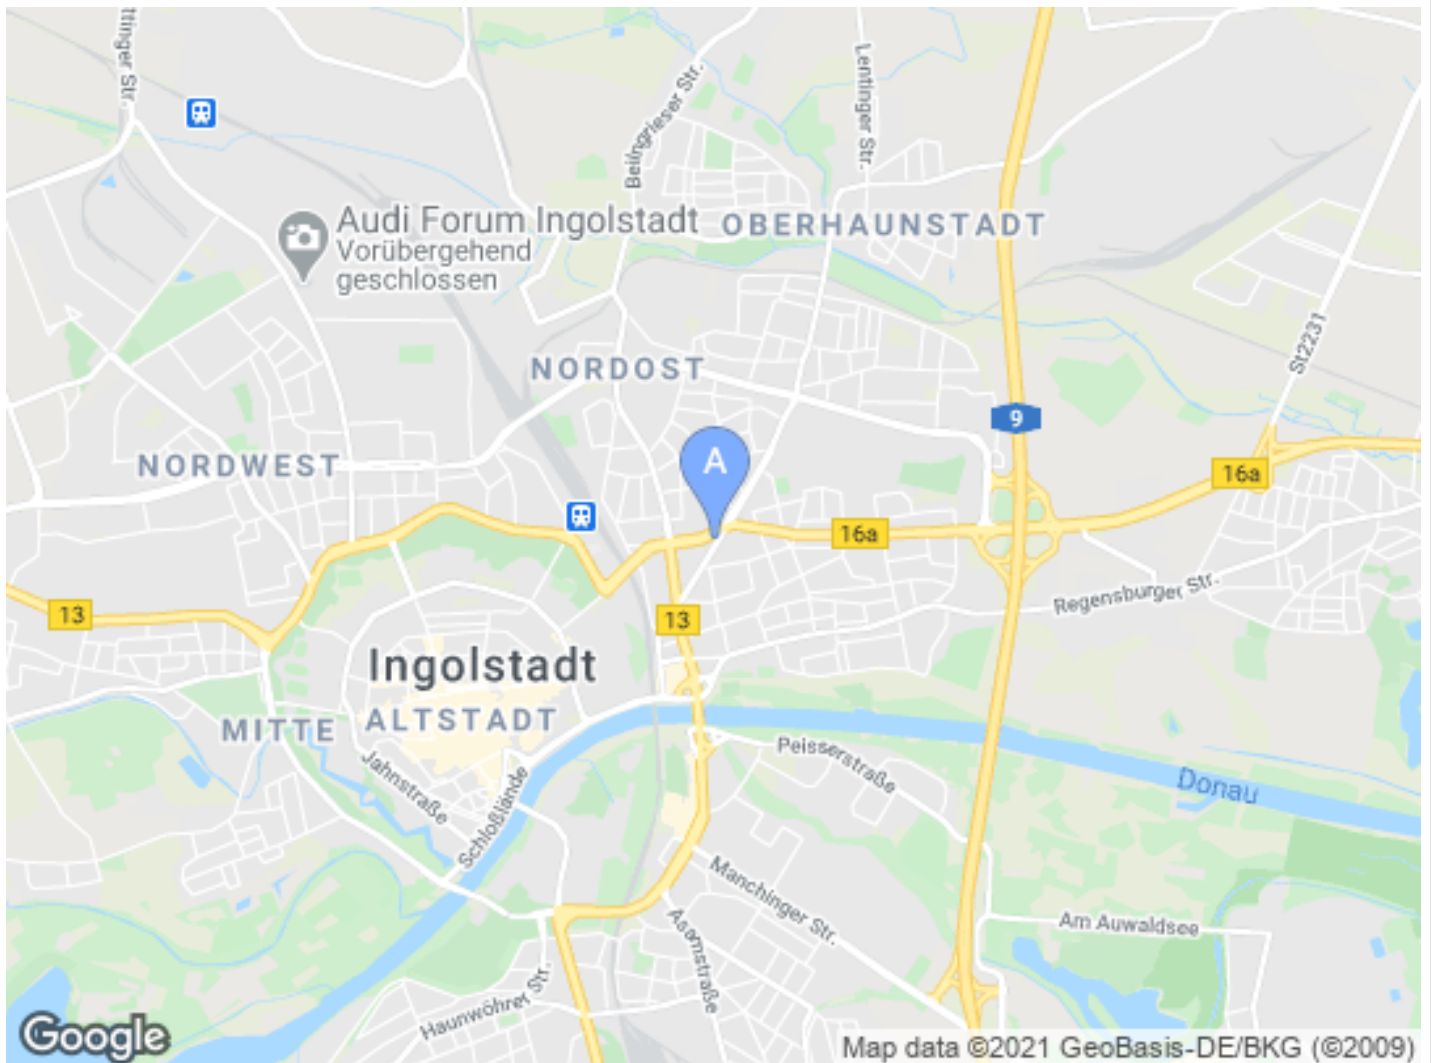 ttinger Str.
Lentinger Str.
Beilngrieser Str.
Audi Forum Ingolstadt
Vorübergehend
geschlossen
OBERHAUNSTADT
St2231
NORDOST
9
NORDWEST
A
16a
16a
13
13
Regensburger Str.
Ingolstadt
MITTE
ALTSTADT
Jahnstraße
Schloßlände
Peisserstraße
Donau
Manchinger Str.
Am Auwaldsee
Asamstraße
Haunwöhrer Str.
Google
Map data ©2021 GeoBasis-DE/BKG (©2009)